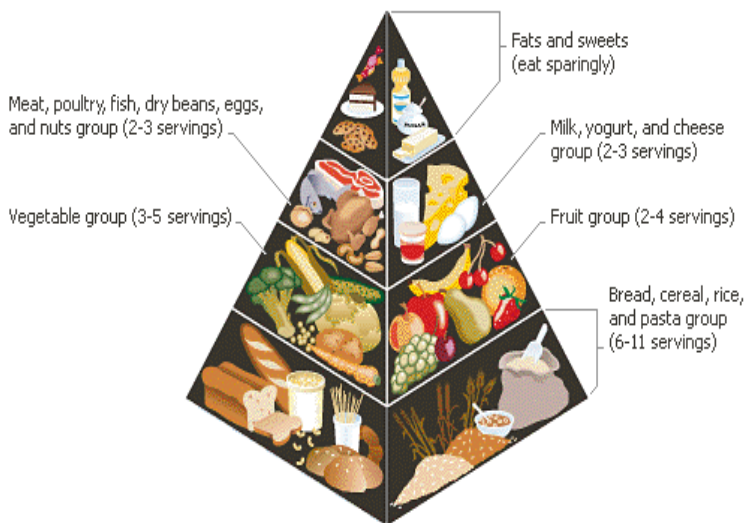 Fats and sweets
(eat sparingly)
Meat, poultry, fish, dry beans, eggs,
and nuts group (2-3 servings)
Milk, yogurt, and cheese
group (2-3 servings)
Vegetable group (3-5 servings)
Fruit group (2-4 servings)
Bread, cereal, rice,
and pasta group
(6-11 servings)